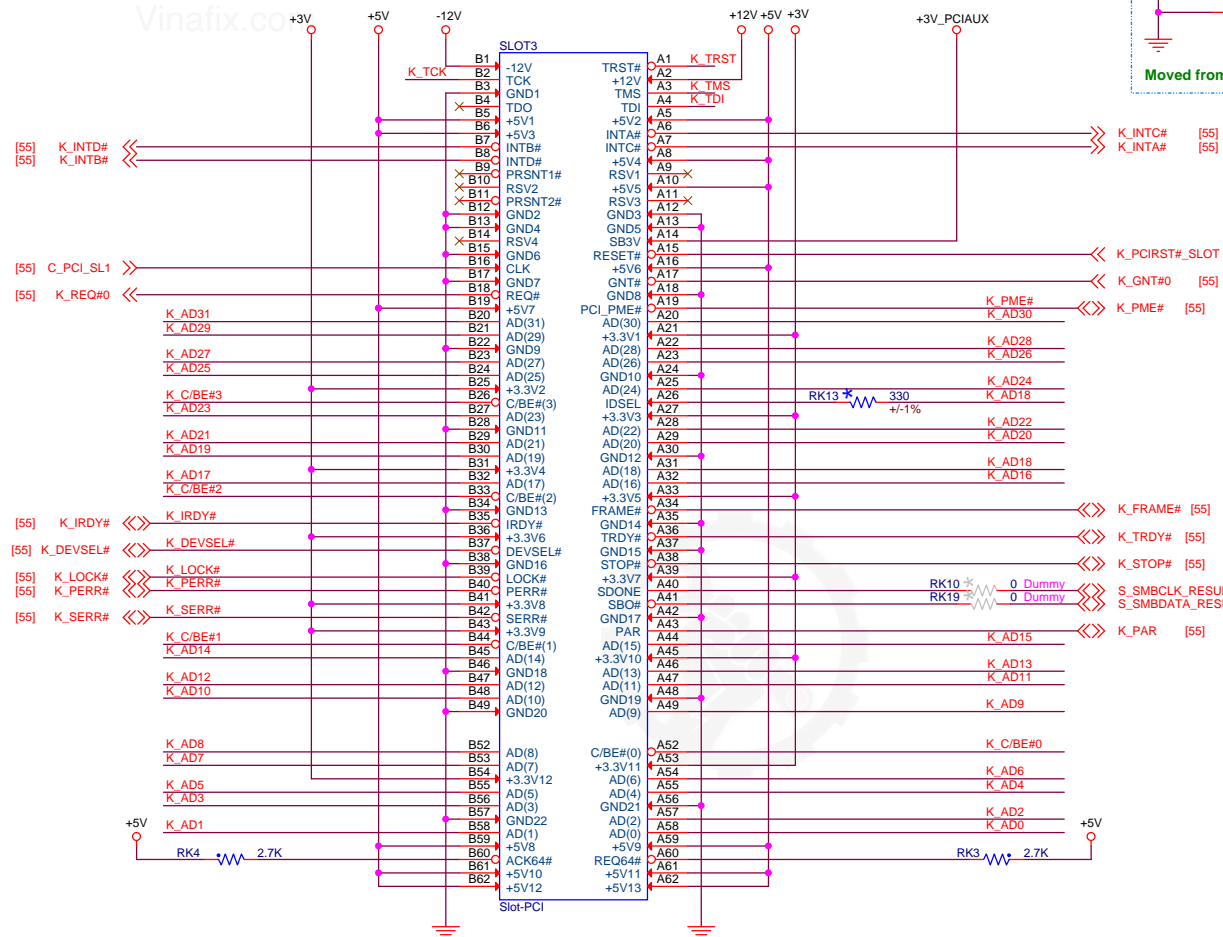 Vinafix.co
+3V
+5V
-12V
+12V
+5V
+3V
+3V_PCIAUX
Moved from
SLOT3
B1 -12V TRST# A1 K_TRST
K_TCK B2 TCK +12V A2
B3 GND1 TMS A3 K_TMS
B4 TDO TDI A4 K_TDI
B5 +5V1 +5V2 A5
B6 +5V3 INTA# A6 K_INTC# [55]
[55] K_INTD# B7 INTB# INTC# A7 K_INTA# [55]
[55] K_INTB# B8 INTD# +5V4 A8
B9 PRSNT1# RSV1 A9
B10 RSV2 +5V5 A10
B11 PRSNT2# RSV3 A11
B12 GND2 GND3 A12
B13 GND4 GND5 A13
B14 RSV4 SB3V A14
B15 GND6 RESET# A15 K_PCIRST#_SLOT
[55] C_PCI_SL1 B16 CLK +5V6 A16
B17 GND7 GNT# A17 K_GNT#0 [55]
[55] K_REQ#0 B18 REQ# GND8 A18
B19 +5V7 PCI_PME# A19 K_PME# K_PME# [55]
K_AD31 B20 AD(31) AD(30) A20 K_AD30
K_AD29 B21 AD(29) +3.3V1 A21
B22 GND9 AD(28) A22 K_AD28
K_AD27 B23 AD(27) AD(26) A23 K_AD26
K_AD25 B24 AD(25) GND10 A24
B25 +3.3V2 AD(24) A25 K_AD24
K_C/BE#3 B26 C/BE#(3) IDSEL A26 RK13 * 330 K_AD18
+/-1%
K_AD23 B27 AD(23) +3.3V3 A27
B28 GND11 AD(22) A28 K_AD22
K_AD21 B29 AD(21) AD(20) A29 K_AD20
K_AD19 B30 AD(19) GND12 A30
B31 +3.3V4 AD(18) A31 K_AD18
K_AD17 B32 AD(17) AD(16) A32 K_AD16
K_C/BE#2 B33 C/BE#(2) +3.3V5 A33
B34 GND13 FRAME# A34 K_FRAME# [55]
[55] K_IRDY# K_IRDY# B35 IRDY# GND14 A35
B36 +3.3V6 TRDY# A36 K_TRDY# [55]
[55] K_DEVSEL# K_DEVSEL# B37 DEVSEL# GND15 A37
B38 GND16 STOP# A38 K_STOP# [55]
[55] K_LOCK# K_LOCK# B39 LOCK# +3.3V7 A39
[55] K_PERR# K_PERR# B40 PERR# SDONE A40 RK10 * 0 Dummy S_SMBCLK_RESU
B41 +3.3V8 SBO# A41 RK19 * 0 Dummy S_SMBDATA_RES
[55] K_SERR# K_SERR# B42 SERR# GND17 A42
B43 +3.3V9 PAR A43 K_PAR [55]
K_C/BE#1 B44 C/BE#(1) AD(15) A44 K_AD15
K_AD14 B45 AD(14) +3.3V10 A45
B46 GND18 AD(13) A46 K_AD13
K_AD12 B47 AD(12) AD(11) A47 K_AD11
K_AD10 B48 AD(10) GND19 A48
B49 GND20 AD(9) A49 K_AD9
K_AD8 B52 AD(8) C/BE#(0) A52 K_C/BE#0
K_AD7 B53 AD(7) +3.3V11 A53
B54 +3.3V12 AD(6) A54 K_AD6
K_AD5 B55 AD(5) AD(4) A55 K_AD4
K_AD3 B56 AD(3) GND21 A56
B57 GND22 AD(2) A57 K_AD2
K_AD1 B58 AD(1) AD(0) A58 K_AD0
+5V B59 +5V8 +5V9 A59 +5V
RK4 2.7K B60 ACK64# REQ64# A60 RK3 2.7K
B61 +5V10 +5V11 A61
B62 +5V12 +5V13 A62
Slot-PCI